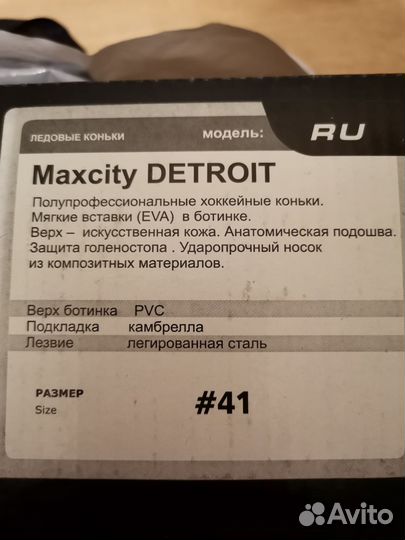 ЛЕДОВЫЕ КОНЬКИ модель: RU
Maxcity DETROIT
Полупрофессиональные хоккейные коньки.
Мягкие вставки (EVA) в ботинке.
Верх – искусственная кожа. Анатомическая подошва.
Защита голеностопа . Ударопрочный носок
из композитных материалов.
Верх ботинка PVC
Подкладка камбрелла
Лезвие легированная сталь
РАЗМЕР
Size #41
Avito